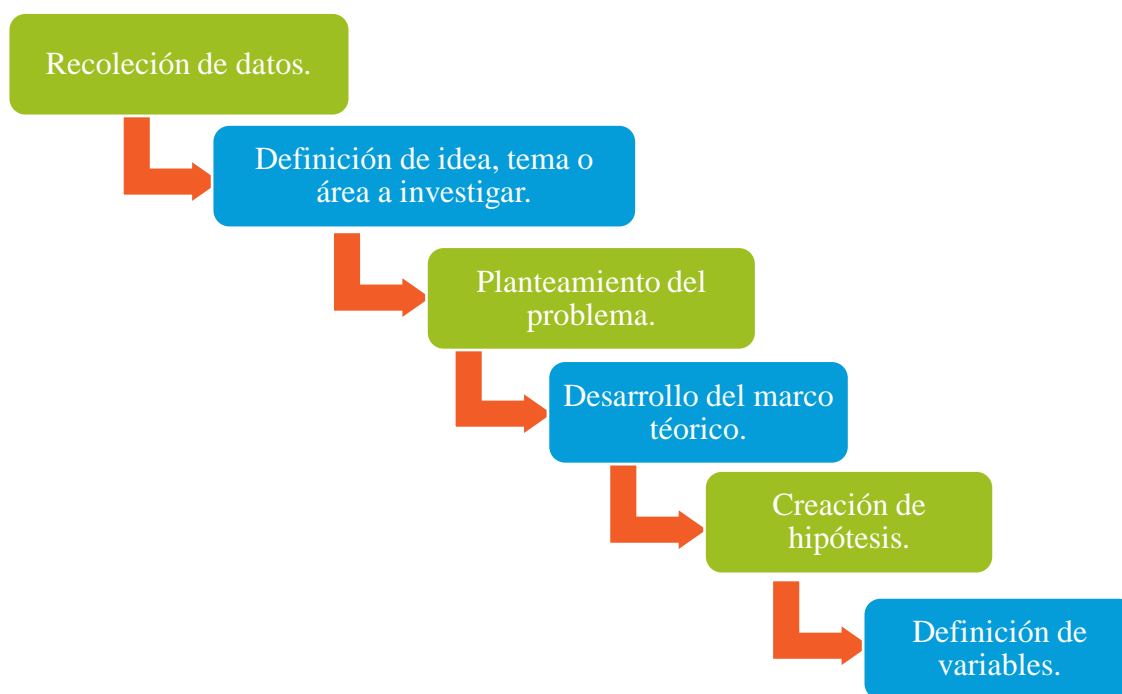 Recoleción de datos.
Definición de idea, tema o
área a investigar.
Planteamiento del
problema.
Desarrollo del marco
téorico.
Creación de
hipótesis.
Definición de
variables.